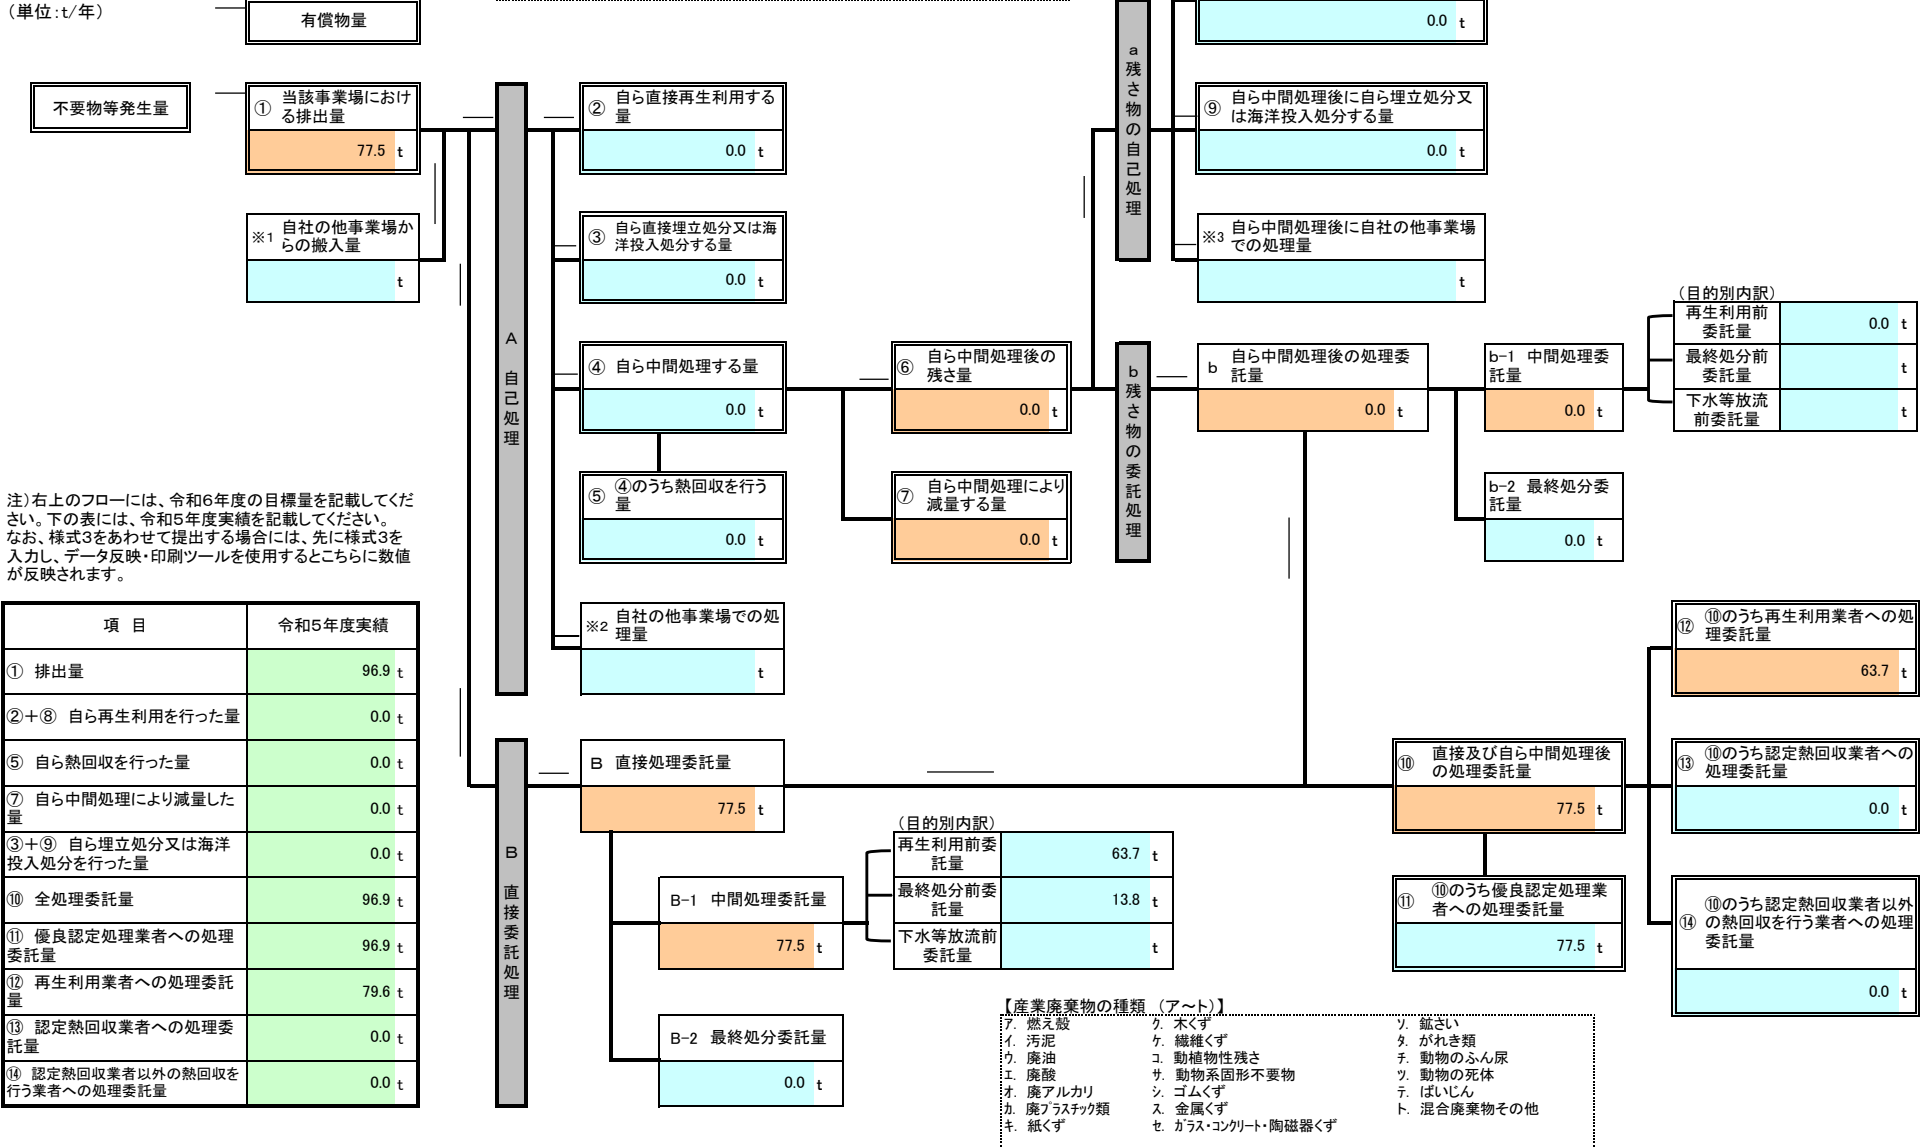 （単位：t/年）
有償物量
0.0 t
不要物等発生量
① 当該事業場におけ
る排出量
77.5 t
※1 自社の他事業場か
らの搬入量
t
A 自己処理
② 自ら直接再生利用する
量
0.0 t
③ 自ら直接埋立処分又は海
洋投入処分する量
0.0 t
④ 自ら中間処理する量
0.0 t
⑤ ④のうち熱回収を行う
量
0.0 t
※2 自社の他事業場での処
理量
t
⑥ 自ら中間処理後の
残さ量
0.0 t
⑦ 自ら中間処理により
減量する量
0.0 t
a 残さ物の自己処理
⑨ 自ら中間処理後に自ら埋立処分又
は海洋投入処分する量
0.0 t
※3 自ら中間処理後に自社の他事業場
での処理量
t
b 残さ物の委託処理
b 自ら中間処理後の処理委
託量
0.0 t
b-1 中間処理委
託量
0.0 t
（目的別内訳）
再生利用前
委託量 0.0 t
最終処分前
委託量 t
下水等放流
前委託量 t
b-2 最終処分委
託量
0.0 t
注）右上のフローには、令和6年度の目標量を記載してくだ
さい。下の表には、令和5年度実績を記載してください。
なお、様式3をあわせて提出する場合には、先に様式3を
入力し、データ反映・印刷ツールを使用するとこちらに数値
が反映されます。
項 目 令和5年度実績
① 排出量 96.9 t
②＋⑧ 自ら再生利用を行った量 0.0 t
⑤ 自ら熱回収を行った量 0.0 t
⑦ 自ら中間処理により減量した
量 0.0 t
③＋⑨ 自ら埋立処分又は海洋
投入処分を行った量 0.0 t
⑩ 全処理委託量 96.9 t
⑪ 優良認定処理業者への処理
委託量 96.9 t
⑫ 再生利用業者への処理委託
量 79.6 t
⑬ 認定熱回収業者への処理委
託量 0.0 t
⑭ 認定熱回収業者以外の熱回収を
行う業者への処理委託量 0.0 t
B 直接委託処理
B 直接処理委託量
77.5 t
B-1 中間処理委託量
77.5 t
（目的別内訳）
再生利用前委
託量 63.7 t
最終処分前委
託量 13.8 t
下水等放流前
委託量 t
B-2 最終処分委託量
0.0 t
⑩ 直接及び自ら中間処理後
の処理委託量
77.5 t
⑪ ⑩のうち優良認定処理業
者への処理委託量
77.5 t
⑫ ⑩のうち再生利用業者への処
理委託量
63.7 t
⑬ ⑩のうち認定熱回収業者への
処理委託量
0.0 t
⑭ ⑩のうち認定熱回収業者以外
の熱回収を行う業者への処理
委託量
0.0 t
【産業廃棄物の種類 （ア～ト）】
ア. 燃え殻 ク. 木くず ソ. 鉱さい
イ. 汚泥 ケ. 繊維くず タ. がれき類
ウ. 廃油 コ. 動植物性残さ チ. 動物のふん尿
エ. 廃酸 サ. 動物系固形不要物 ツ. 動物の死体
オ. 廃アルカリ シ. ゴムくず テ. ばいじん
カ. 廃プラスチック類 ス. 金属くず ト. 混合廃棄物その他
キ. 紙くず セ. ガラス・コンクリート・陶磁器くず